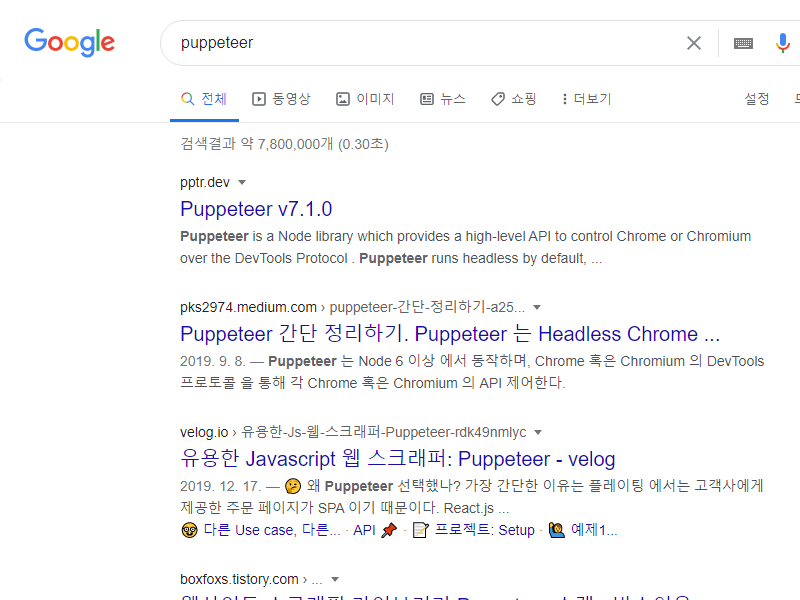 Google
puppeteer
전체 동영상 이미지 뉴스 쇼핑 더보기 설정
검색결과 약 7,800,000개 (0.30초)
pptr.dev
Puppeteer v7.1.0
Puppeteer is a Node library which provides a high-level API to control Chrome or Chromium
over the DevTools Protocol . Puppeteer runs headless by default, ...
pks2974.medium.com › puppeteer-간단-정리하기-a25...
Puppeteer 간단 정리하기. Puppeteer 는 Headless Chrome ...
2019. 9. 8. — Puppeteer 는 Node 6 이상 에서 동작하며, Chrome 혹은 Chromium 의 DevTools
프로토콜 을 통해 각 Chrome 혹은 Chromium 의 API 제어한다.
velog.io › 유용한-Js-웹-스크래퍼-Puppeteer-rdk49nmlyc
유용한 Javascript 웹 스크래퍼: Puppeteer - velog
2019. 12. 17. — 🤔 왜 Puppeteer 선택했나? 가장 간단한 이유는 플레이팅 에서는 고객사에게
제공한 주문 페이지가 SPA 이기 때문이다. React.js ...
🤓 다른 Use case, 다른... · API 📌 · 📝 프로젝트: Setup · 🙋 예제1...
boxfoxs.tistory.com › ...